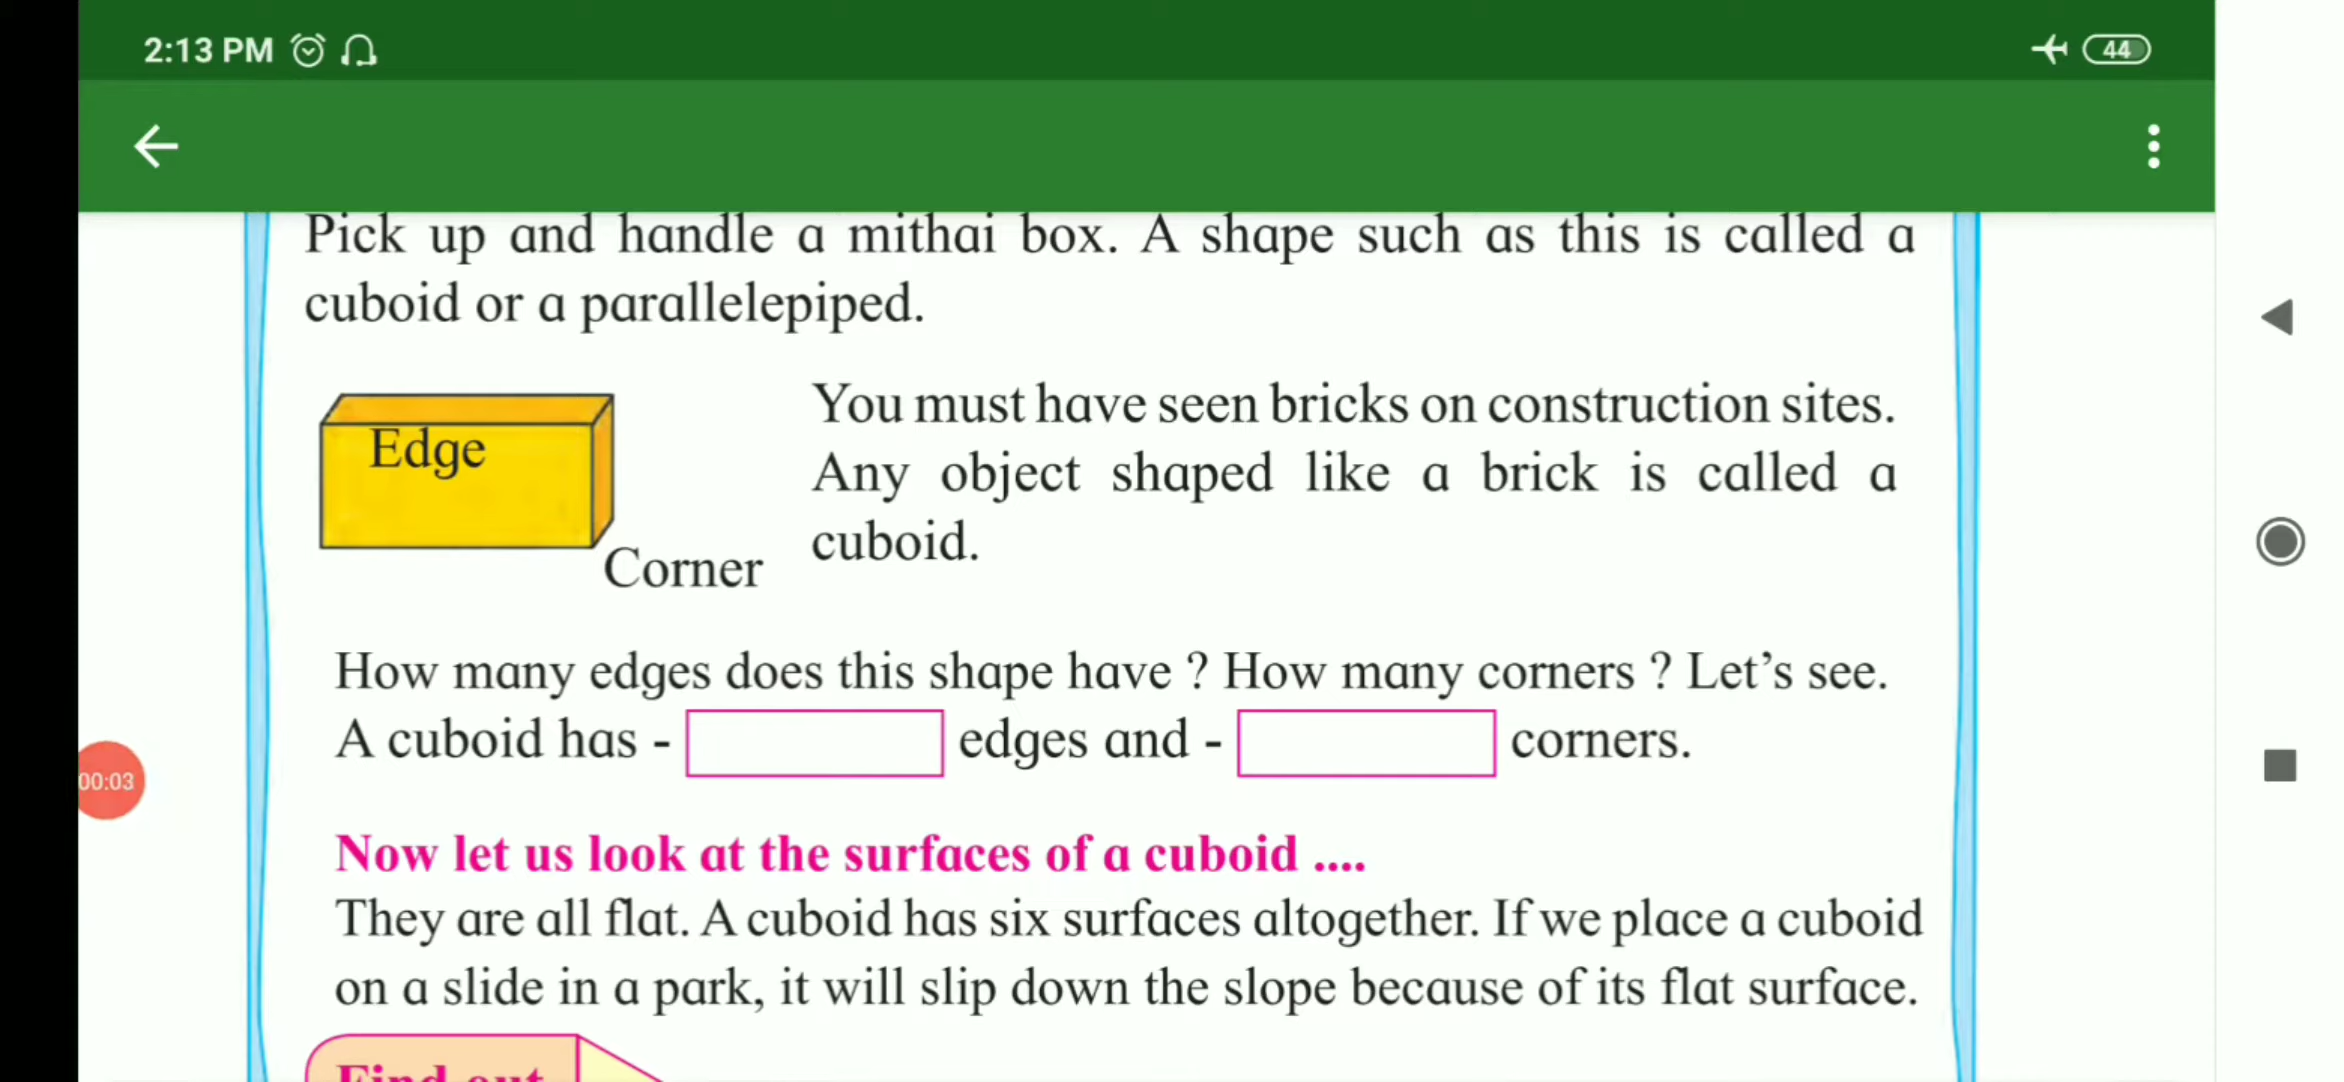 2:13 PM
44
Pick up and handle a mithai box. A shape such as this is called a
cuboid or a parallelepiped.
Edge
Corner
You must have seen bricks on construction sites.
Any object shaped like a brick is called a
cuboid.
How many edges does this shape have ? How many corners ? Let’s see.
A cuboid has - edges and - corners.
00:03
Now let us look at the surfaces of a cuboid ....
They are all flat. A cuboid has six surfaces altogether. If we place a cuboid
on a slide in a park, it will slip down the slope because of its flat surface.
Find out